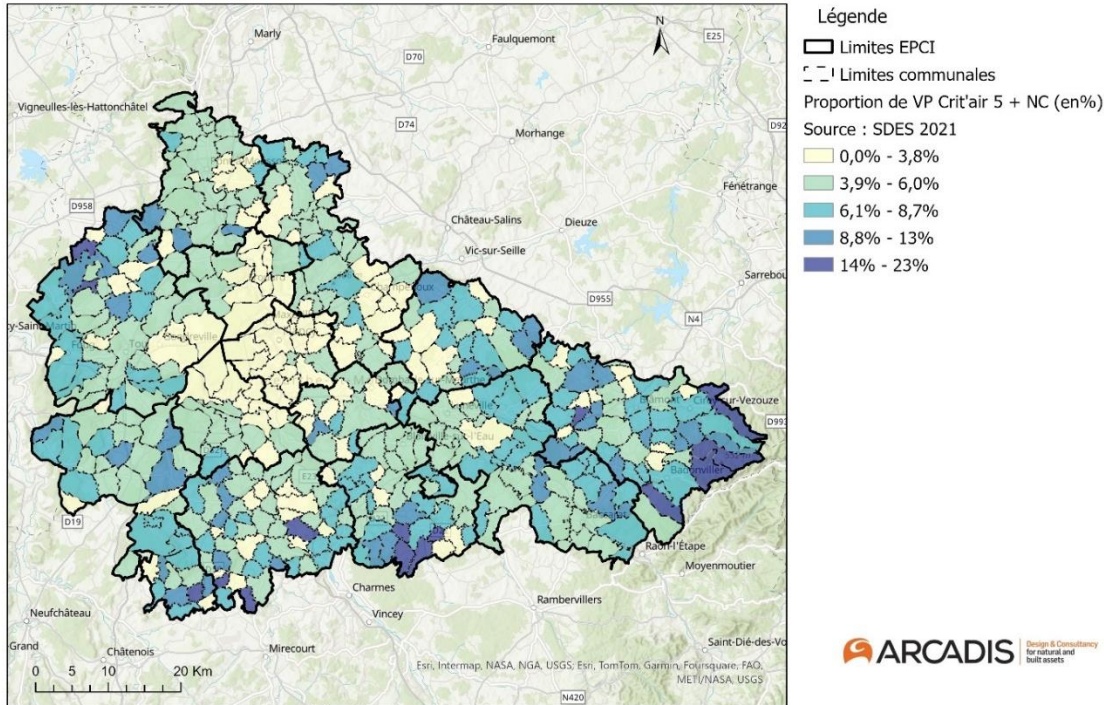 Marly
Faulquemont
N
E25
D70
Vigneulles-lès-Hattonchâtel
D74
Morhange
D92
Fénétrange
D958
Château-Salins
Dieuze
Vic-sur-Seille
Sarrebou
D955
N4
Cirey-sur-Vezouze
D993
Badonviller
D19
Raon-l'Étape
Moyenmoutier
Charmes
Rambervillers
Neufchâteau
Vincey
Grand
Châtenois
Mirecourt
Saint-Dié-des-Vo
0 5 10 20 Km
Esri, Intermap, NASA, NGA, USGS; Esri, TomTom, Garmin, Foursquare, FAO,
METI/NASA, USGS
N420
Légende
Limites EPCI
Limites communales
Proportion de VP Crit'air 5 + NC (en%)
Source : SDES 2021
0,0% - 3,8%
3,9% - 6,0%
6,1% - 8,7%
8,8% - 13%
14% - 23%
ARCADIS
Design & Consultancy
for natural and
built assets